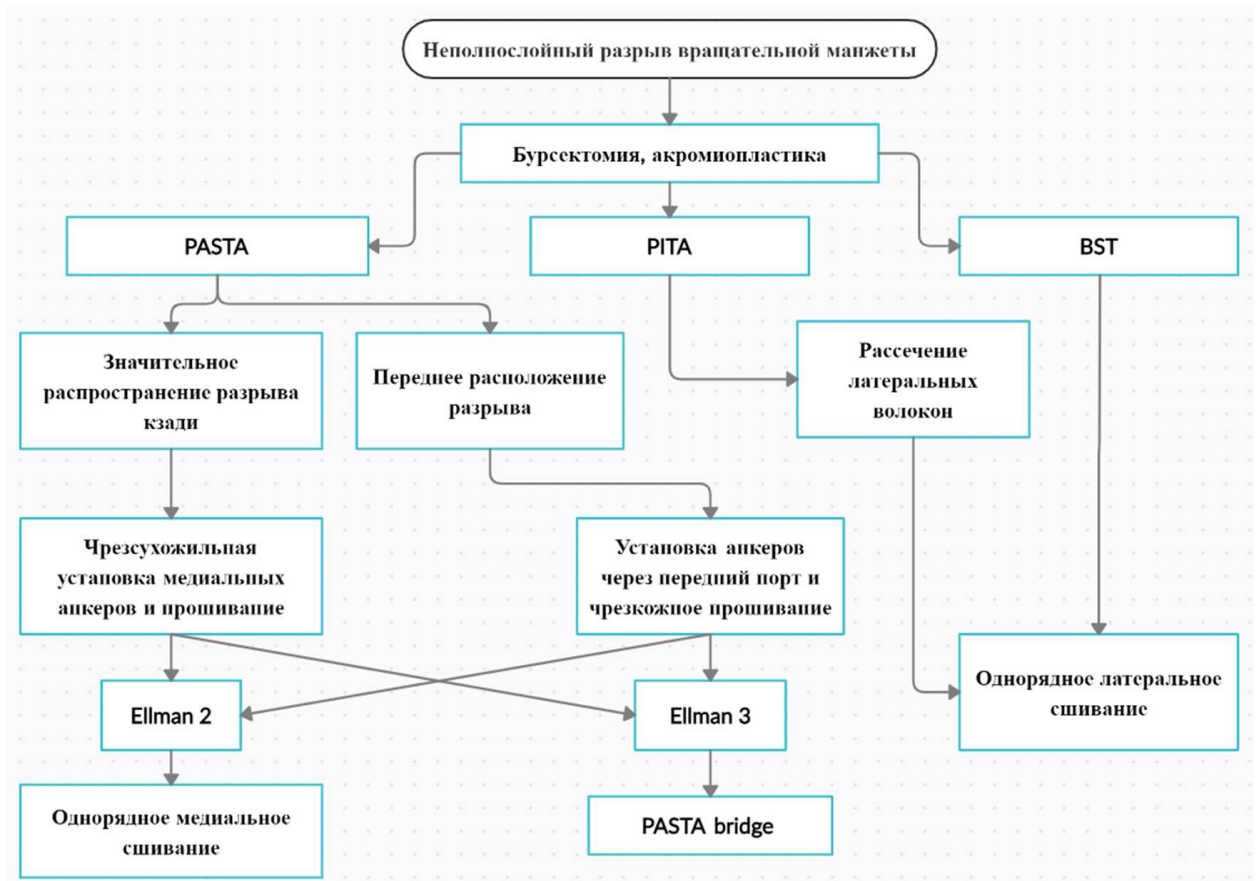 Неполнослойный разрыв вращательной манжеты
Бурсектомия, акромиопластика
PASTA
PITA
BST
Значительное
распространение разрыва
кзади
Переднее расположение
разрыва
Рассечение
латеральных
волокон
Чрезсухожильная
установка медиальных
анкеров и прошивание
Установка анкеров
через передний порт и
чрезкожное прошивание
Однорядное латеральное
сшивание
Ellman 2
Ellman 3
Однорядное медиальное
сшивание
PASTA bridge